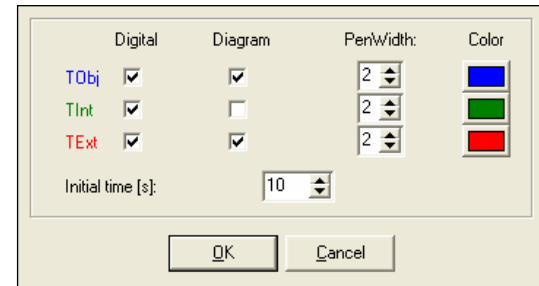 Digital Diagram PenWidth: Color
TObj 2
TInt 2
TExt 2
Initial time [s]: 10
OK Cancel